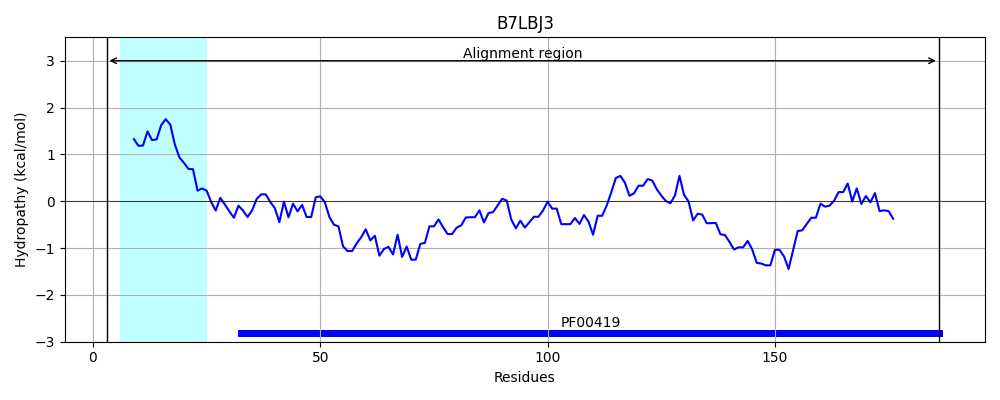 B7LBJ3
Alignment region
Hydropathy (kcal/mol)
3
2
1
0
−1
−2
−3
PF00419
0 50 100 150
Residues